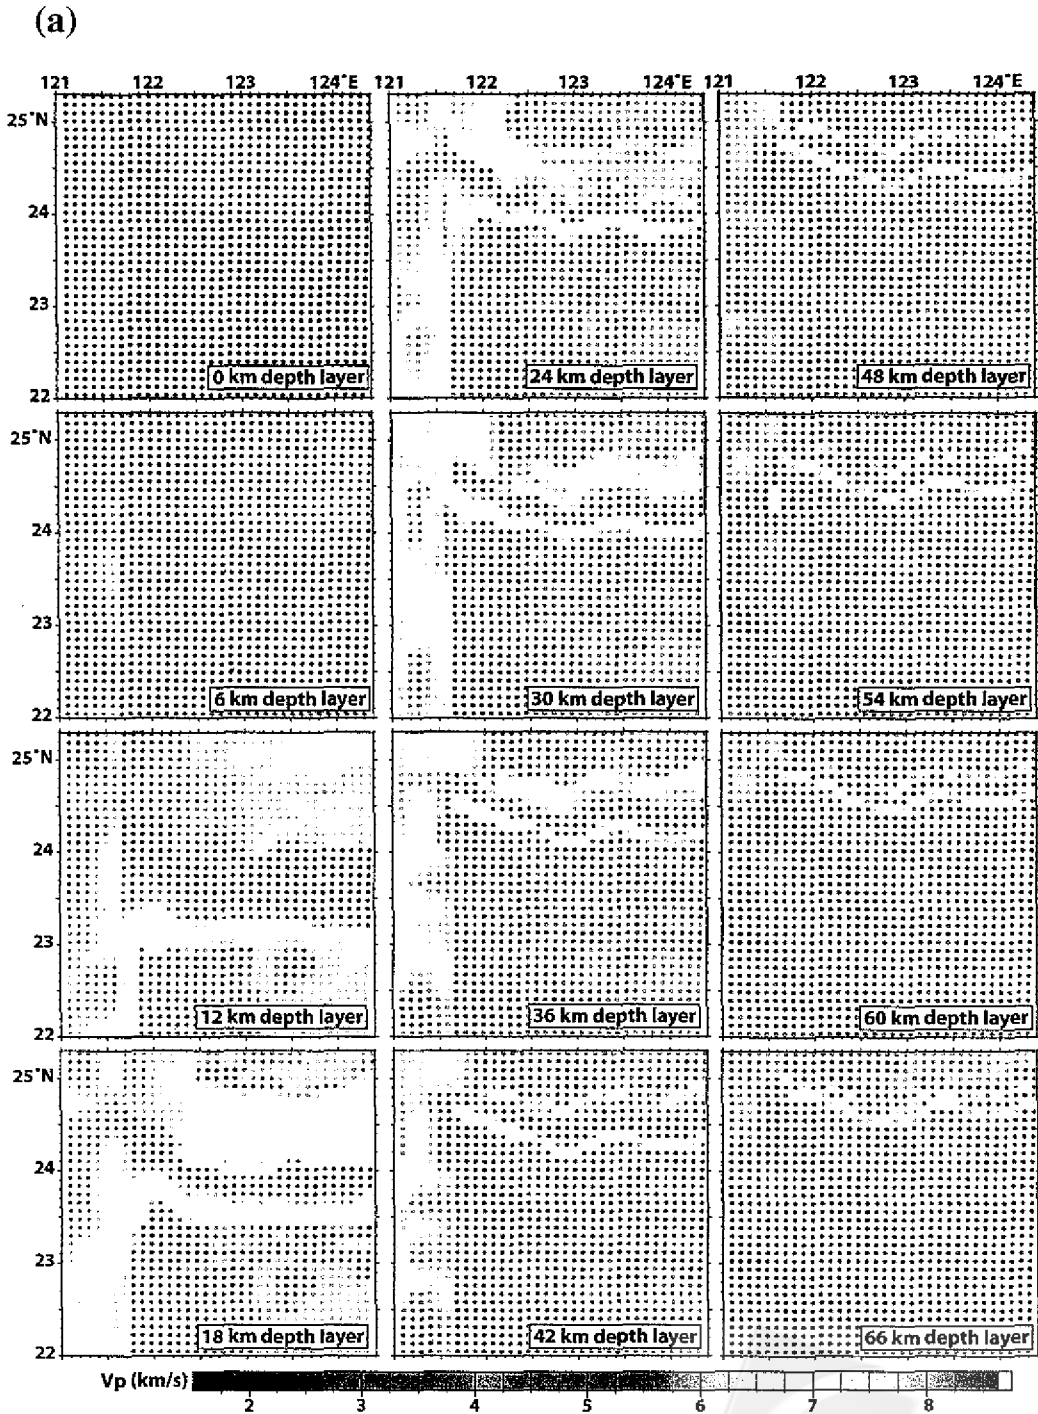 (a)
121 122 123 124°E 121 122 123 124°E 121 122 123 124°E
25°N
24
23
22
0 km depth layer
24 km depth layer
48 km depth layer
25°N
24
23
22
6 km depth layer
30 km depth layer
54 km depth layer
25°N
24
23
22
12 km depth layer
36 km depth layer
60 km depth layer
25°N
24
23
22
18 km depth layer
42 km depth layer
66 km depth layer
Vp (km/s)
2 3 4 5 6 7 8